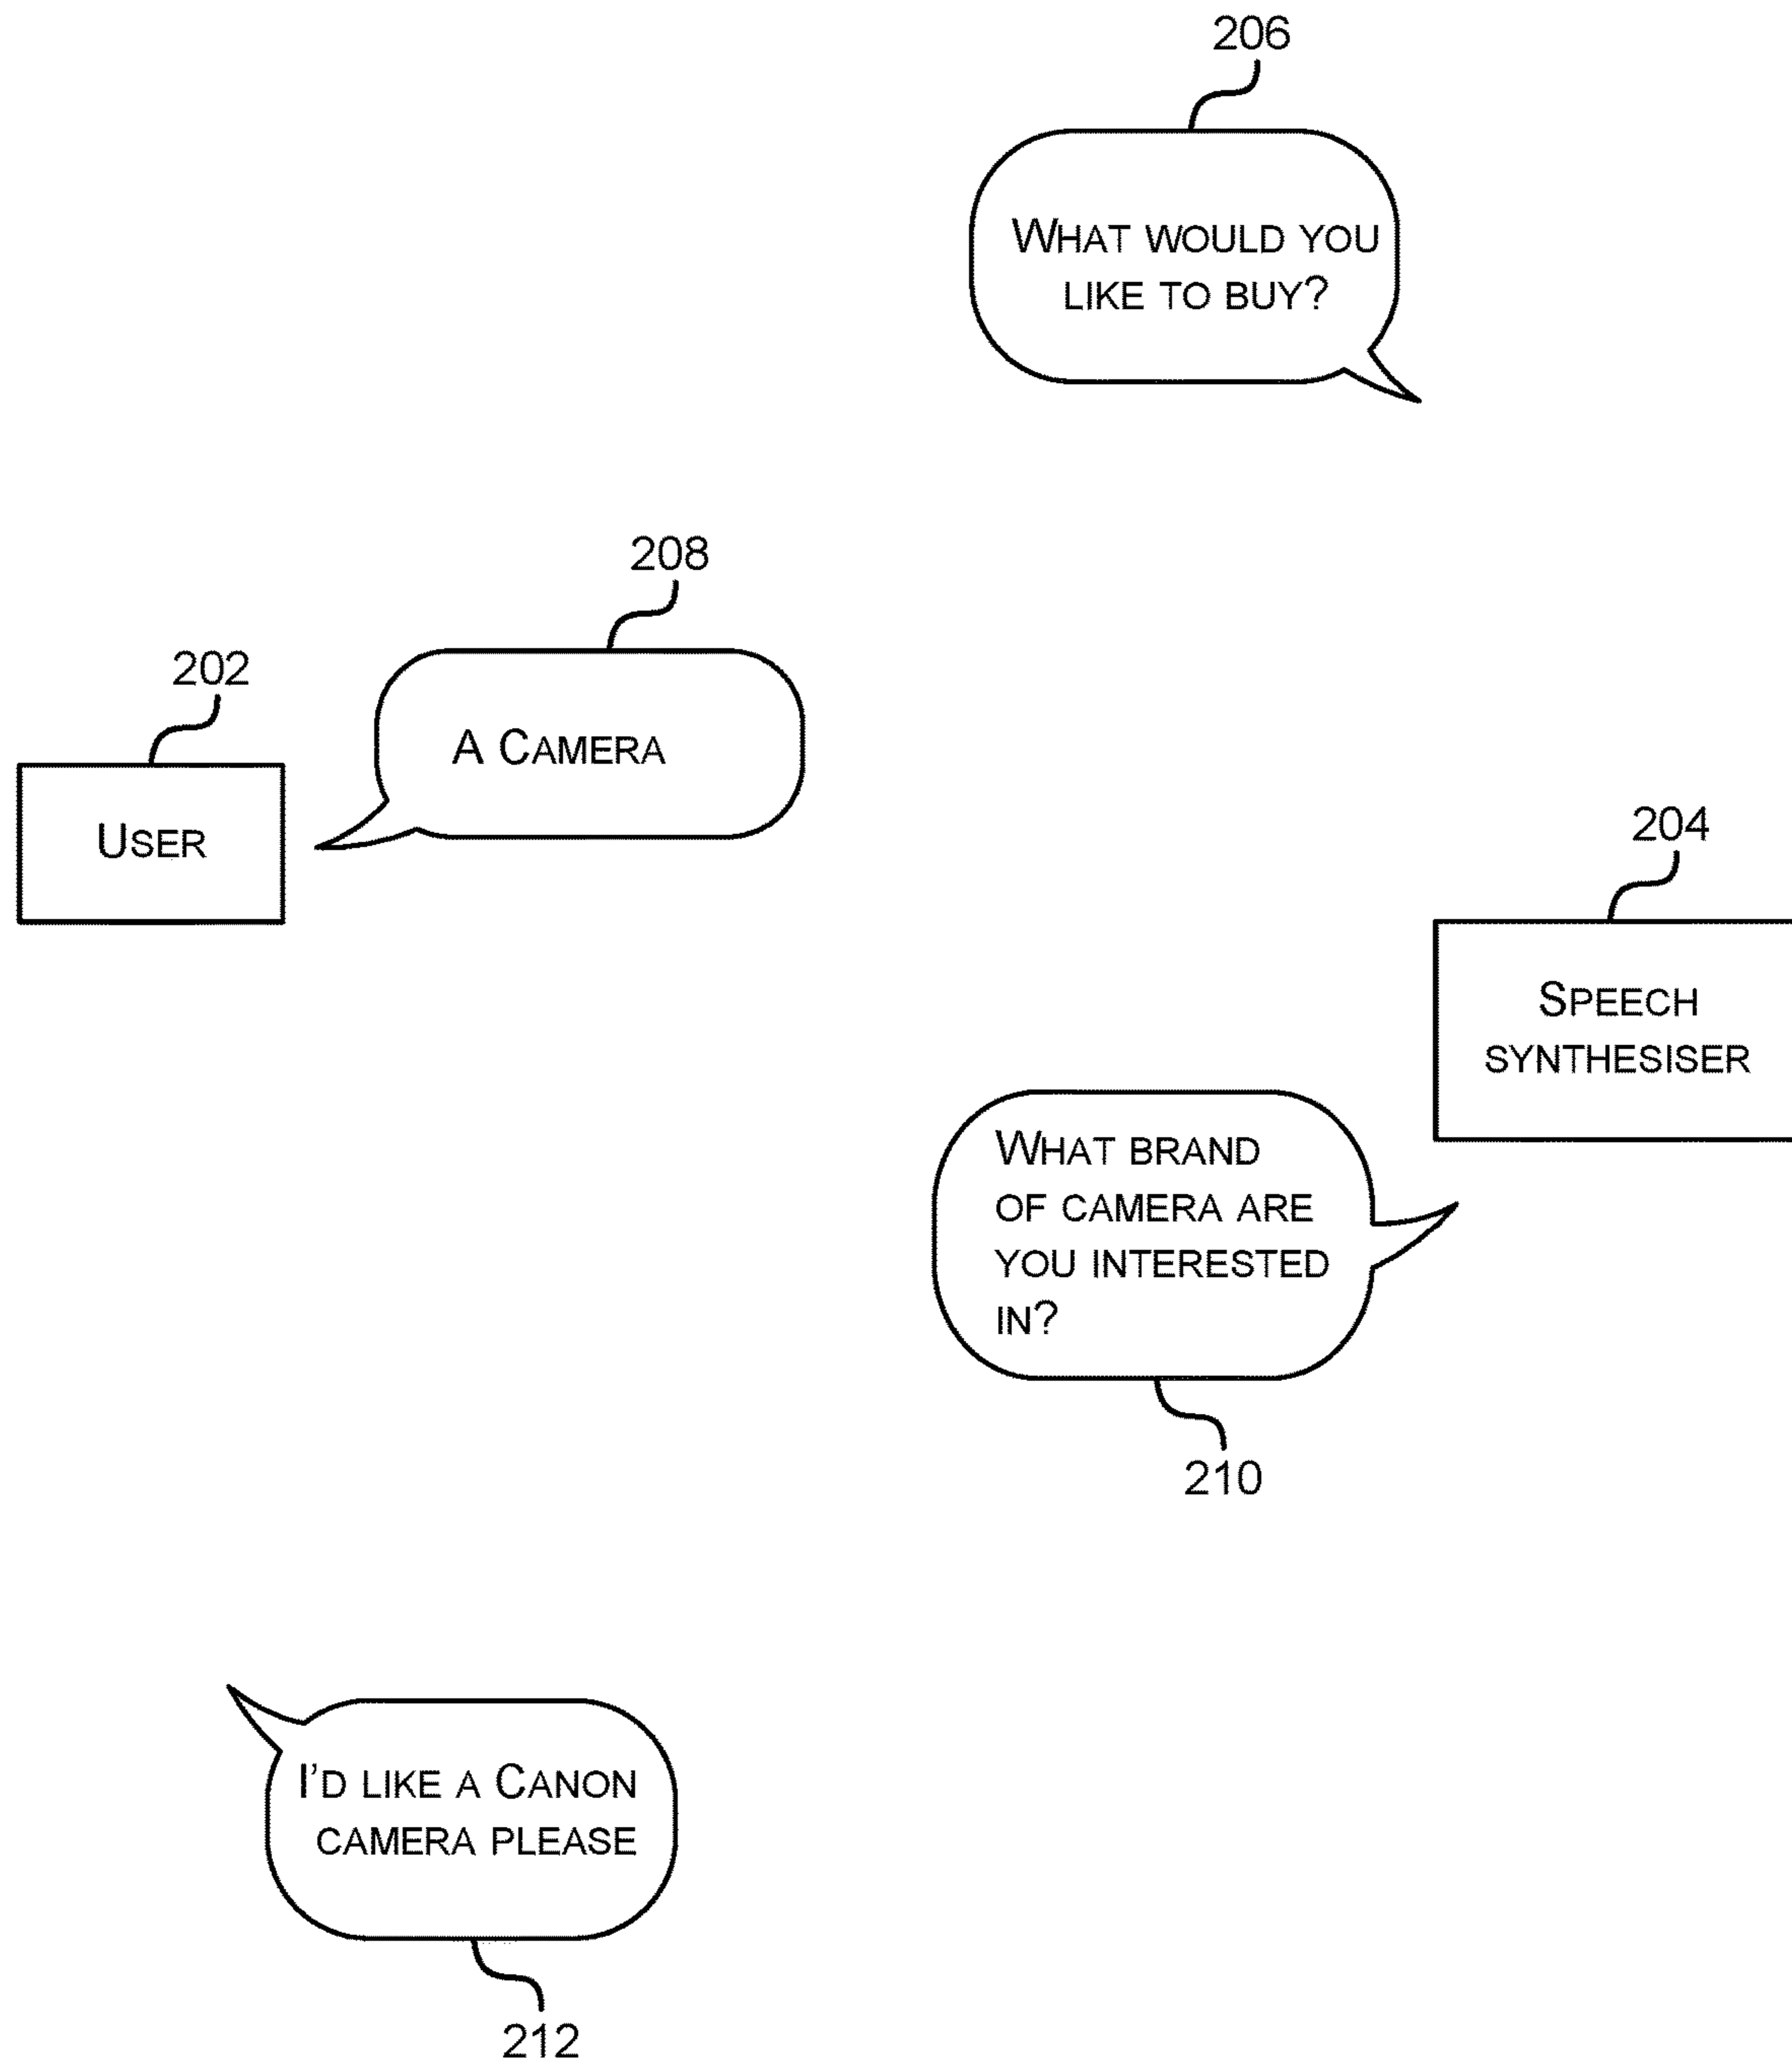 206
WHAT WOULD YOU
LIKE TO BUY?
208
A CAMERA
202
USER
204
SPEECH
SYNTHESISER
WHAT BRAND
OF CAMERA ARE
YOU INTERESTED
IN?
210
I'D LIKE A CANON
CAMERA PLEASE
212